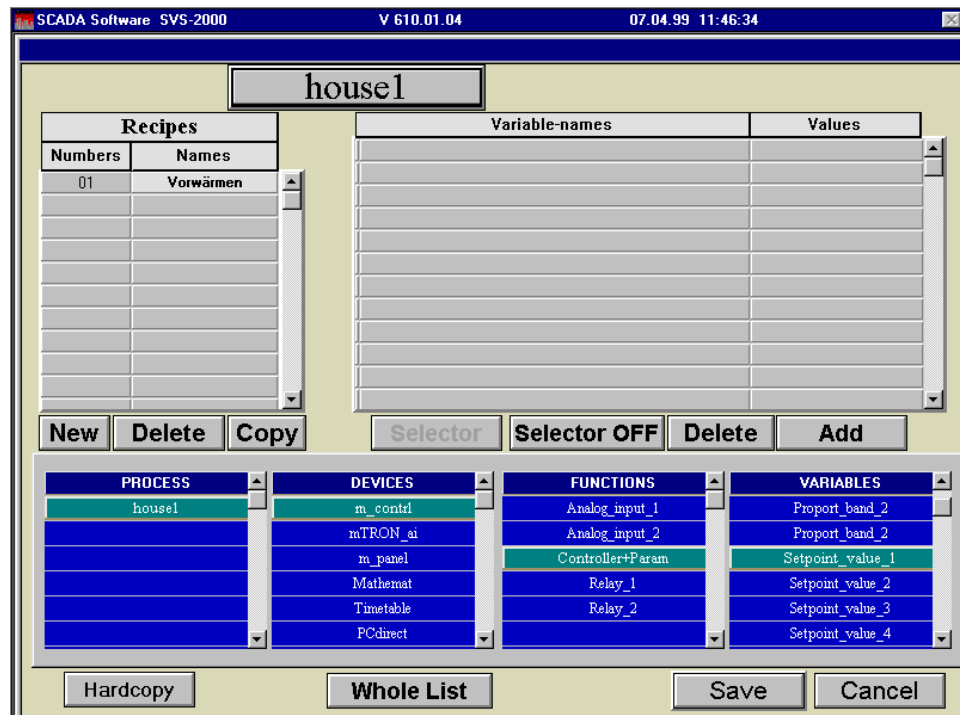 SCADA Software SVS-2000 V 610.01.04 07.04.99 11:46:34
house1
Recipes
Numbers Names
01 Vorwärmen
Variable-names Values
New Delete Copy Selector Selector OFF Delete Add
PROCESS DEVICES FUNCTIONS VARIABLES
house1 m_contrl Analog_input_1 Proport_band_2
mTRON_ai Analog_input_2 Proport_band_2
m_panel Controller+Param Setpoint_value_1
Mathemat Relay_1 Setpoint_value_2
Timetable Relay_2 Setpoint_value_3
PCdirect Setpoint_value_4
Hardcopy Whole List Save Cancel